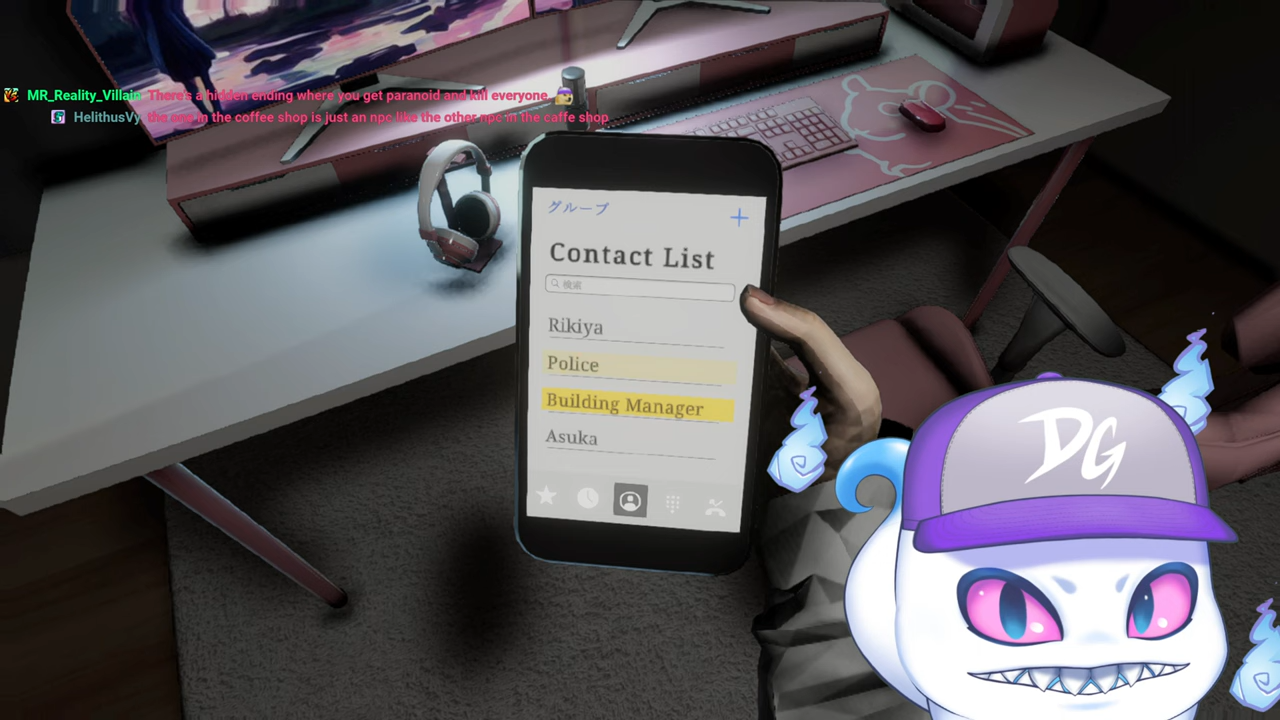 MR_Reality_Villain There's a hidden ending where you get paranoid and kill everyone
HelithusVy the one in the coffee shop is just an npc like the other npc in the caffe shop
グループ
+
Contact List
検索
Rikiya
Police
Building Manager
Asuka
DG